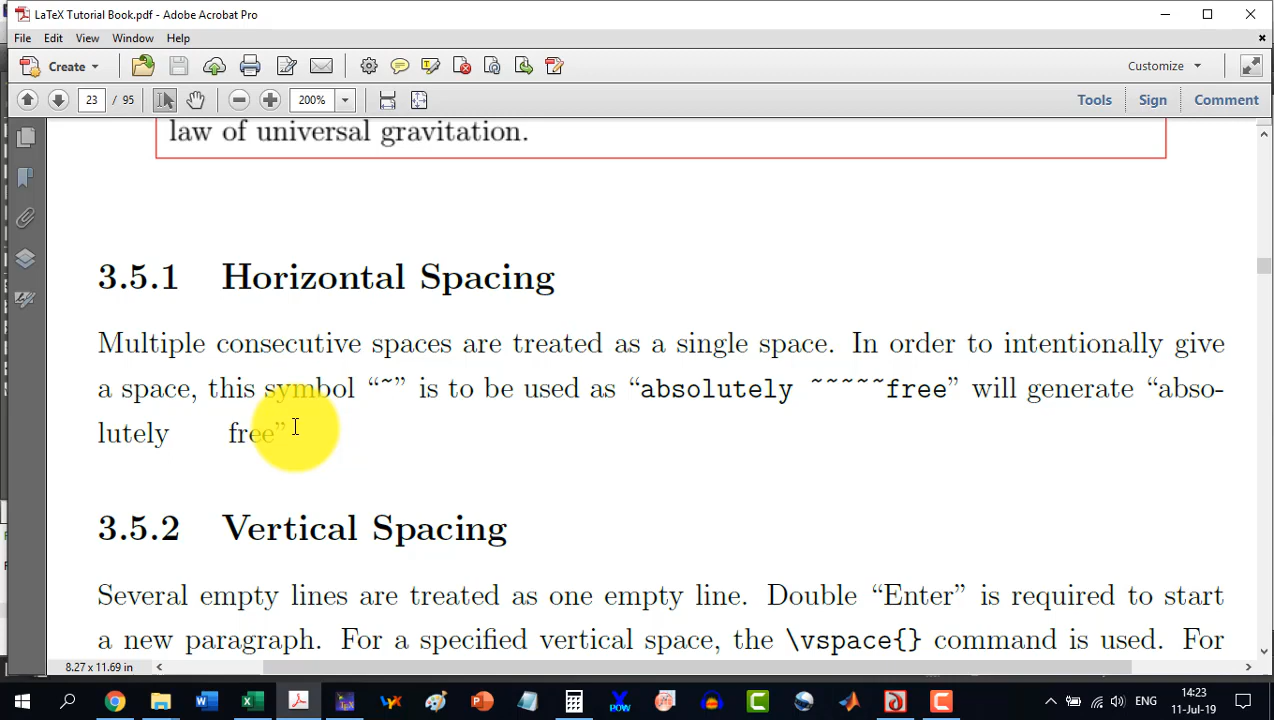 LaTeX Tutorial Book.pdf - Adobe Acrobat Pro
File Edit View Window Help
Create Customize
23 / 95 200% Tools Sign Comment
law of universal gravitation.
3.5.1 Horizontal Spacing
Multiple consecutive spaces are treated as a single space. In order to intentionally give
a space, this symbol “~” is to be used as “absolutely ~~~~~free” will generate “abso-
lutely free”
3.5.2 Vertical Spacing
Several empty lines are treated as one empty line. Double “Enter” is required to start
a new paragraph. For a specified vertical space, the \vspace{} command is used. For
8.27 x 11.69 in
POW
ENG
14:23
11-Jul-19